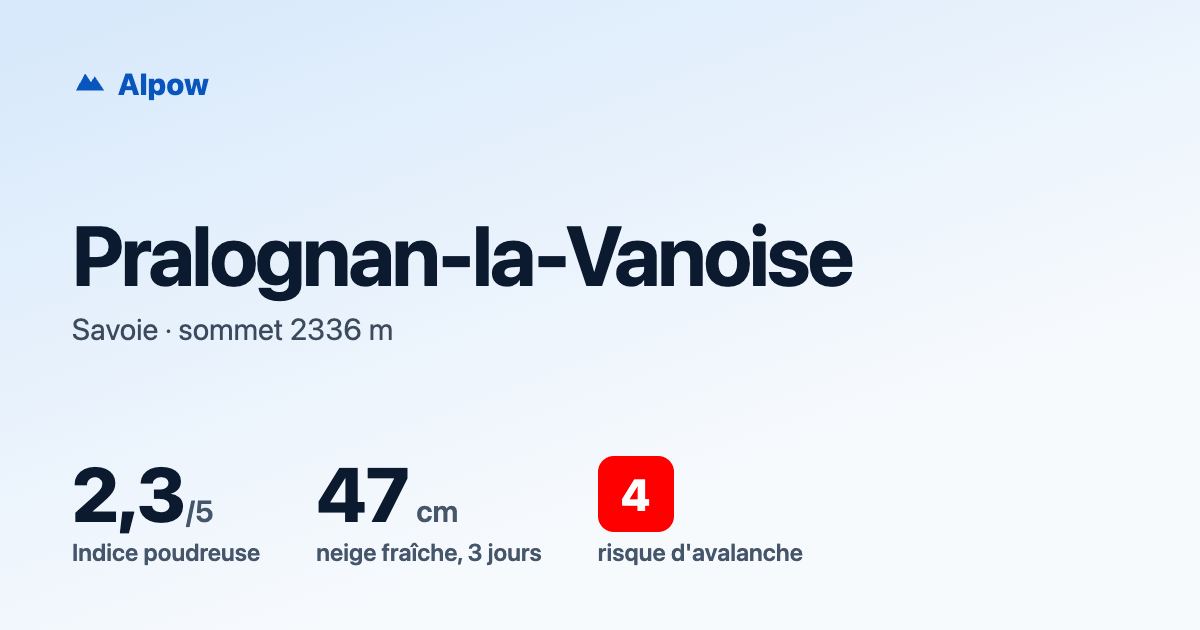 Alpow
Pralognan-la-Vanoise
Savoie · sommet 2336 m
2,3/5
Indice poudreuse
47 cm
neige fraîche, 3 jours
4
risque d'avalanche